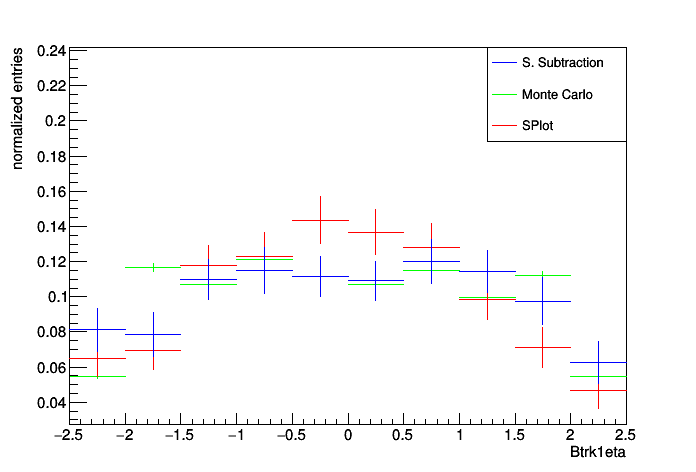 normalized entries
0.24
0.22
0.2
0.18
0.16
0.14
0.12
0.1
0.08
0.06
0.04
S. Subtraction
Monte Carlo
SPlot
−2.5 −2 −1.5 −1 −0.5 0 0.5 1 1.5 2 2.5
Btrk1eta